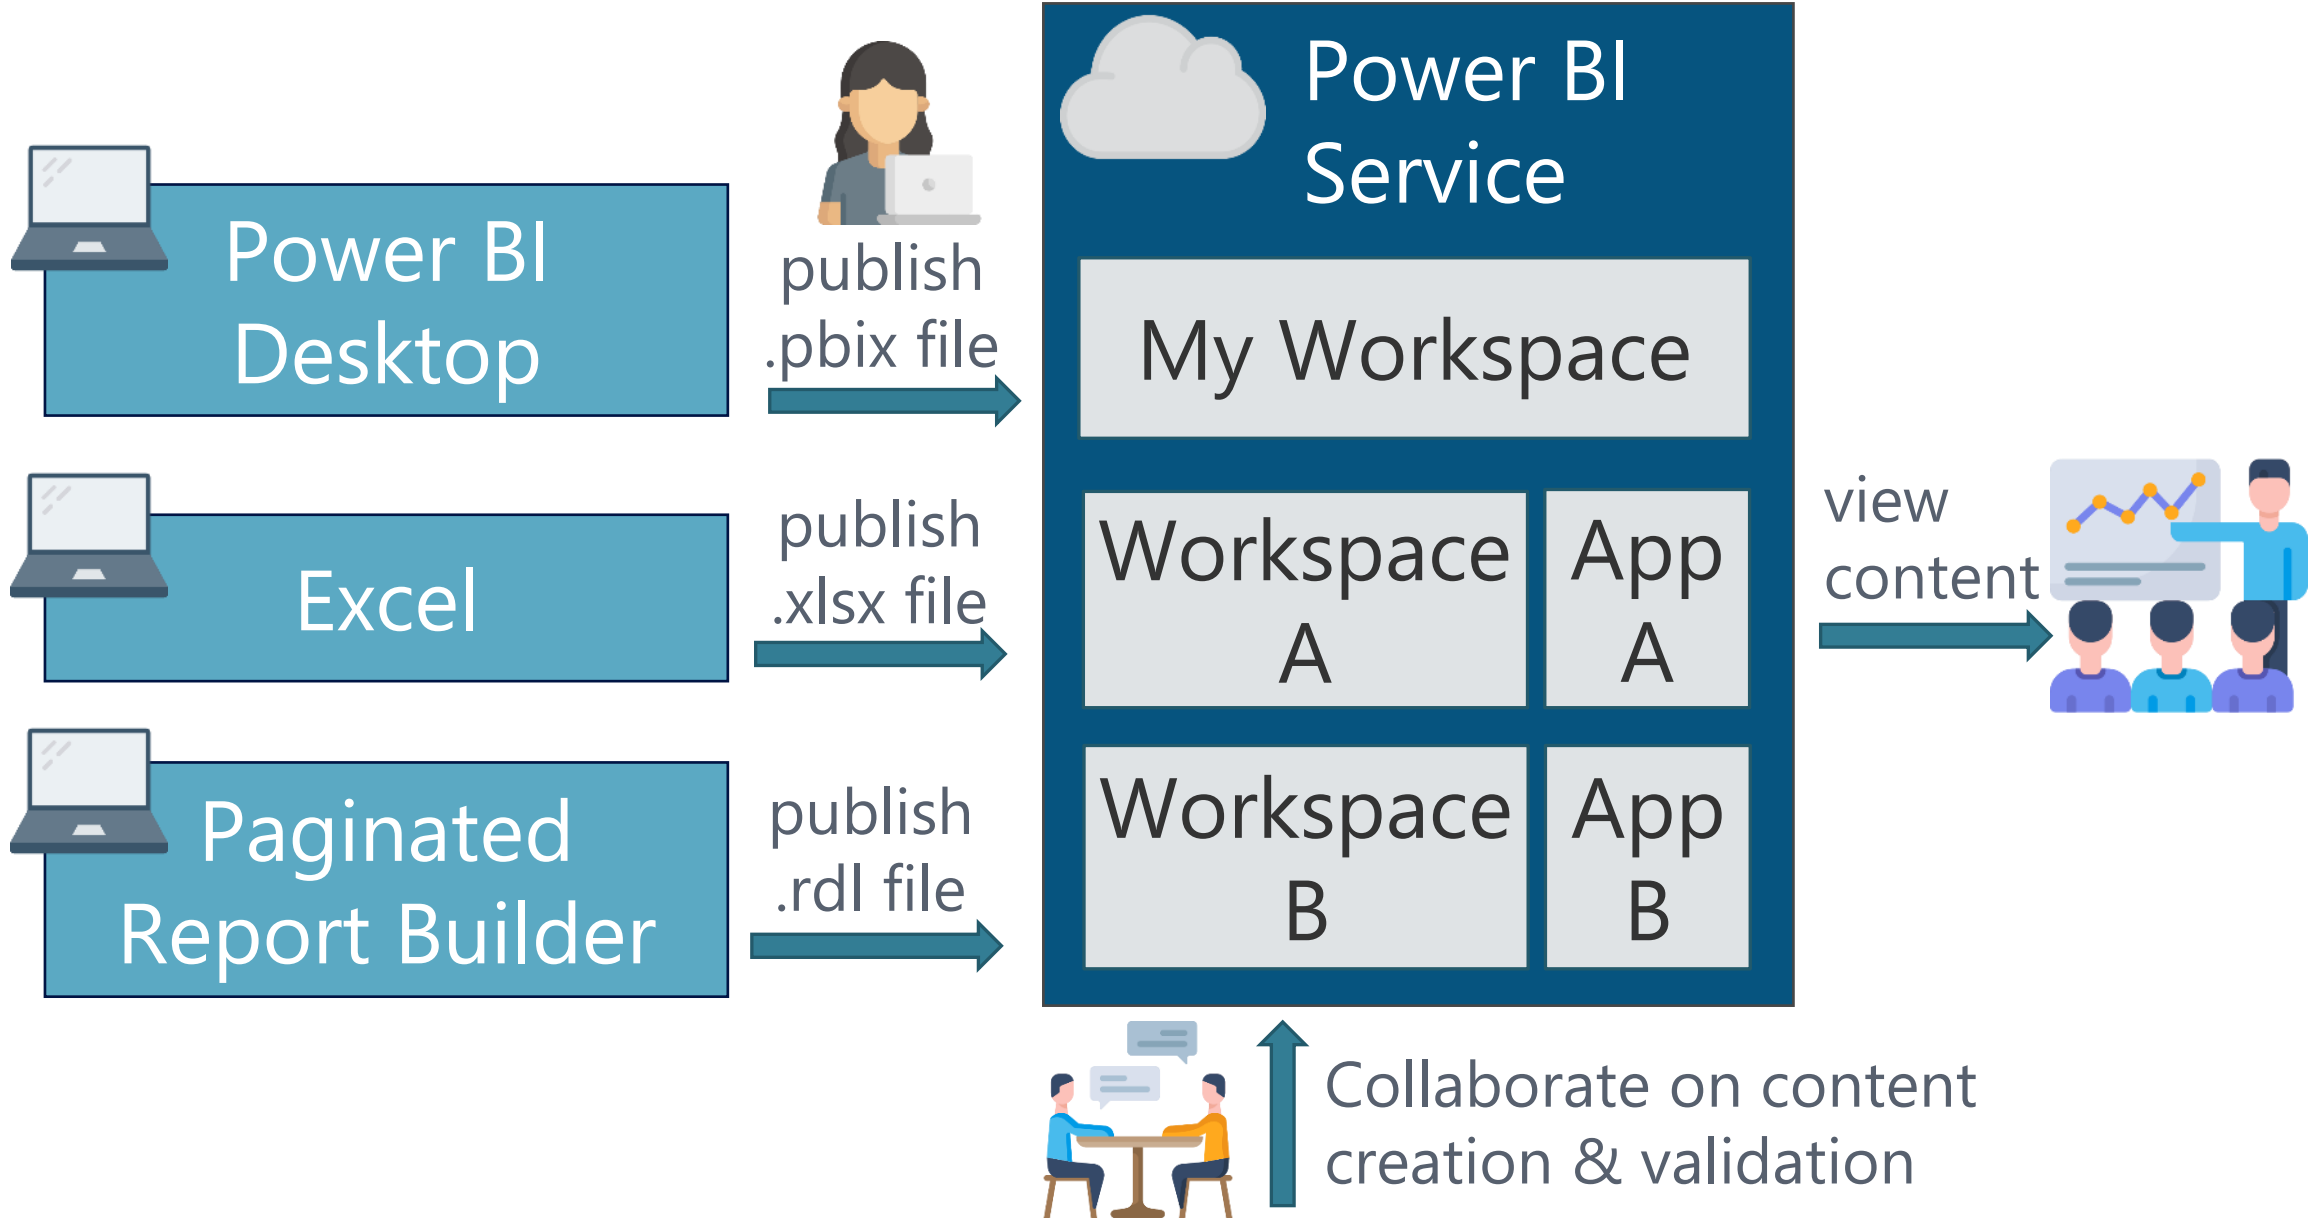 Power BI
Desktop
publish
.pbix file
Excel
publish
.xlsx file
Paginated
Report Builder
publish
.rdl file
Power BI
Service
My Workspace
Workspace
A
App
A
Workspace
B
App
B
view
content
Collaborate on content
creation & validation